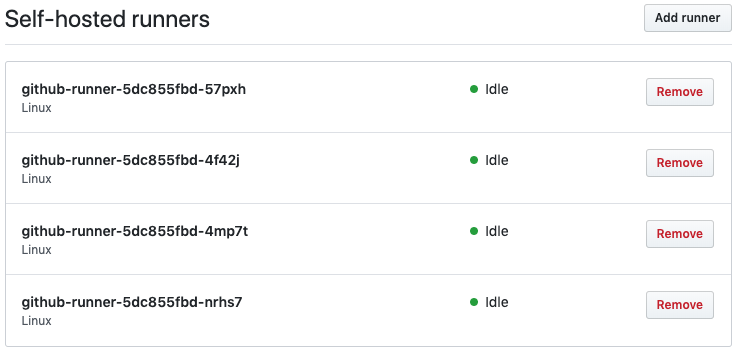 Self-hosted runners
Add runner
github-runner-5dc855fbd-57pxh
Linux
Idle
Remove
github-runner-5dc855fbd-4f42j
Linux
Idle
Remove
github-runner-5dc855fbd-4mp7t
Linux
Idle
Remove
github-runner-5dc855fbd-nrhs7
Linux
Idle
Remove